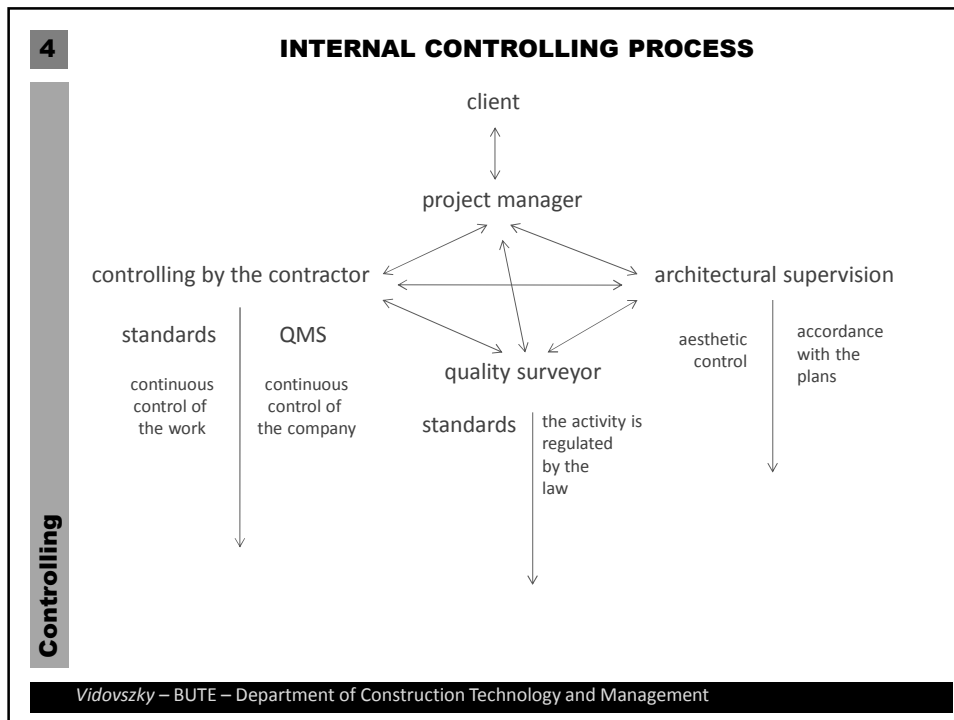 4
INTERNAL CONTROLLING PROCESS
client
project manager
controlling by the contractor
architectural supervision
standards
QMS
continuous
control of
the work
continuous
control of
the company
quality surveyor
standards
the activity is
regulated
by the
law
aesthetic
control
accordance
with the
plans
Controlling
Vidovszky – BUTE – Department of Construction Technology and Management